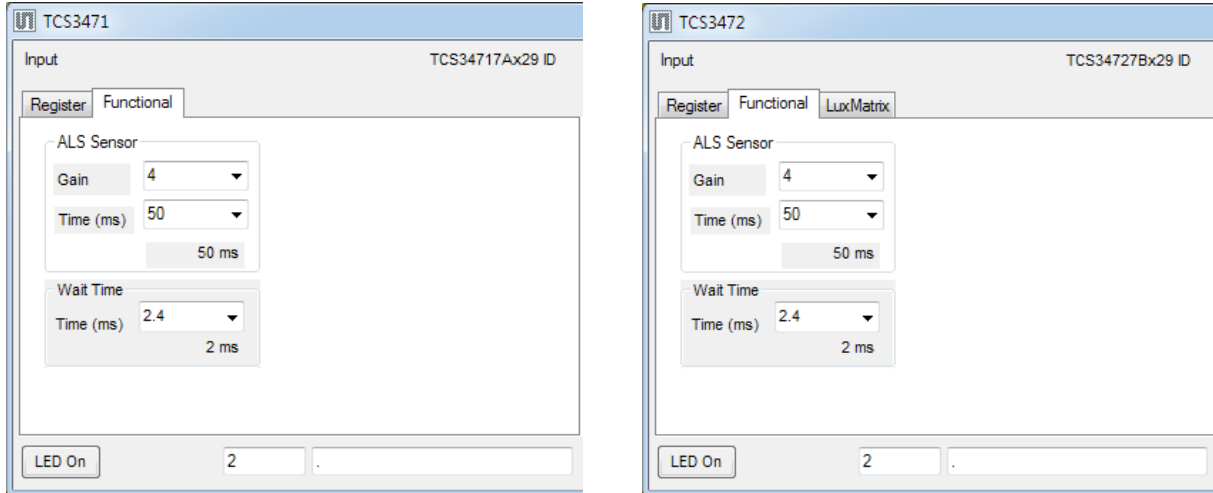 TCS3471
Input TCS34717Ax29 ID
Register Functional
ALS Sensor
Gain 4
Time (ms) 50
50 ms
Wait Time
Time (ms) 2.4
2 ms
LED On 2 .
TCS3472
Input TCS34727Bx29 ID
Register Functional LuxMatrix
ALS Sensor
Gain 4
Time (ms) 50
50 ms
Wait Time
Time (ms) 2.4
2 ms
LED On 2 .